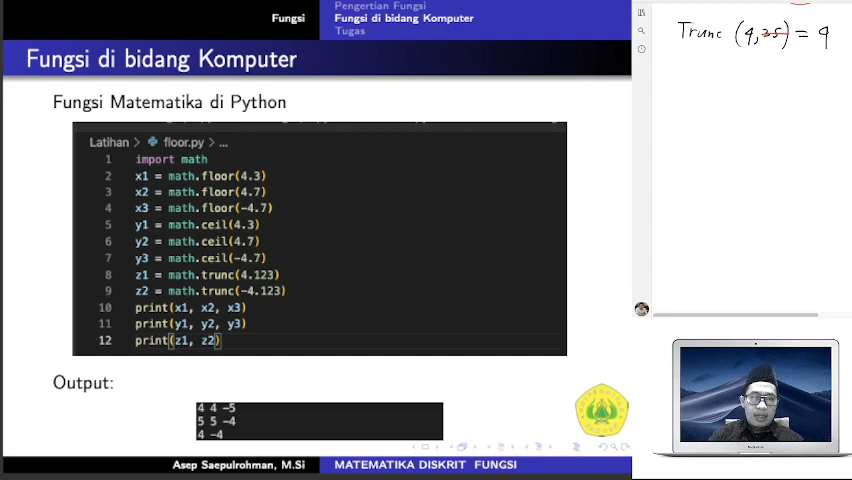 Fungsi
Pengertian Fungsi
Fungsi di bidang Komputer
Tugas
Fungsi di bidang Komputer
Fungsi Matematika di Python
Latihan > floor.py > ...
1 import math
2 x1 = math.floor(4.3)
3 x2 = math.floor(4.7)
4 x3 = math.floor(-4.7)
5 y1 = math.ceil(4.3)
6 y2 = math.ceil(4.7)
7 y3 = math.ceil(-4.7)
8 z1 = math.trunc(4.123)
9 z2 = math.trunc(-4.123)
10 print(x1, x2, x3)
11 print(y1, y2, y3)
12 print(z1, z2)
Output:
4 4 -5
5 5 -4
4 -4
Asep Saepulrohman, M.Si
MATEMATIKA DISKRIT FUNGSI
Trunc (4,35) = 4